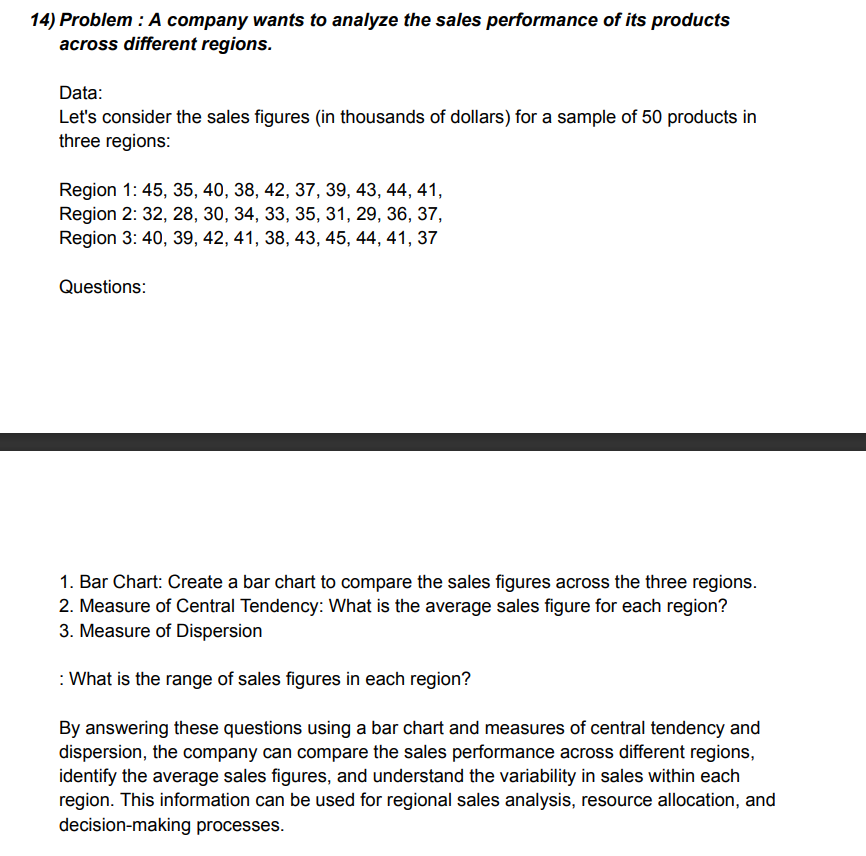 14) Problem : A company wants to analyze the sales performance of its products
across different regions.
Data:
Let's consider the sales figures (in thousands of dollars) for a sample of 50 products in
three regions:
Region 1: 45, 35, 40, 38, 42, 37, 39, 43, 44, 41,
Region 2: 32, 28, 30, 34, 33, 35, 31, 29, 36, 37,
Region 3: 40, 39, 42, 41, 38, 43, 45, 44, 41, 37
Questions:
1. Bar Chart: Create a bar chart to compare the sales figures across the three regions.
2. Measure of Central Tendency: What is the average sales figure for each region?
3. Measure of Dispersion
: What is the range of sales figures in each region?
By answering these questions using a bar chart and measures of central tendency and
dispersion, the company can compare the sales performance across different regions,
identify the average sales figures, and understand the variability in sales within each
region. This information can be used for regional sales analysis, resource allocation, and
decision-making processes.